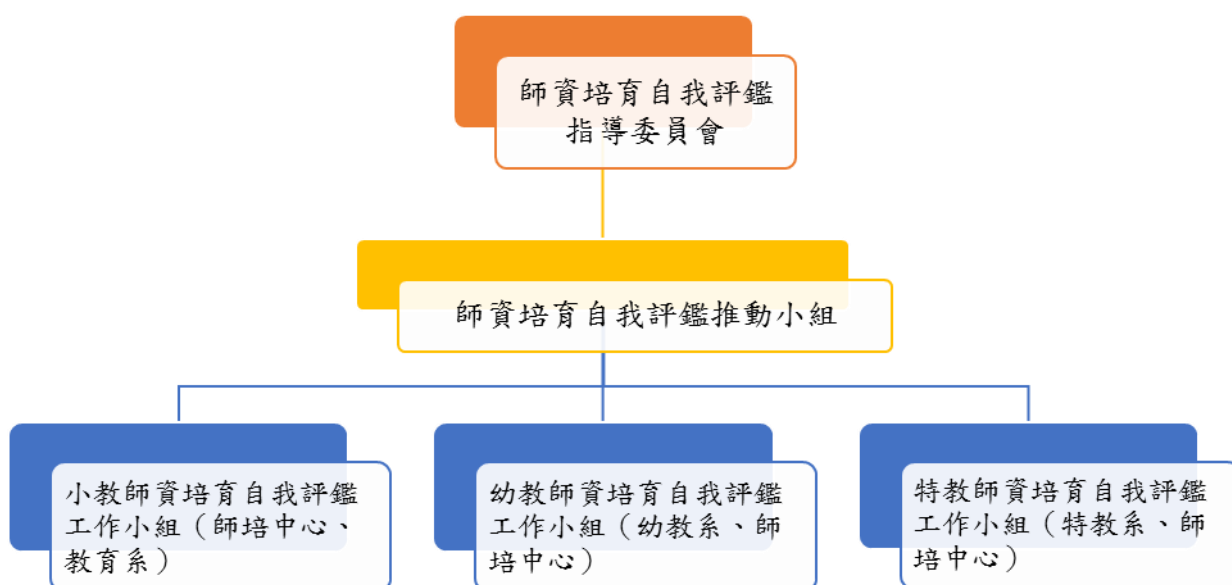 師資培育自我評鑑
指導委員會
師資培育自我評鑑推動小組
小教師資培育自我評鑑
工作小組（師培中心、
教育系）
幼教師資培育自我評鑑
工作小組（幼教系、師
培中心）
特教師資培育自我評鑑
工作小組（特教系、師
培中心）